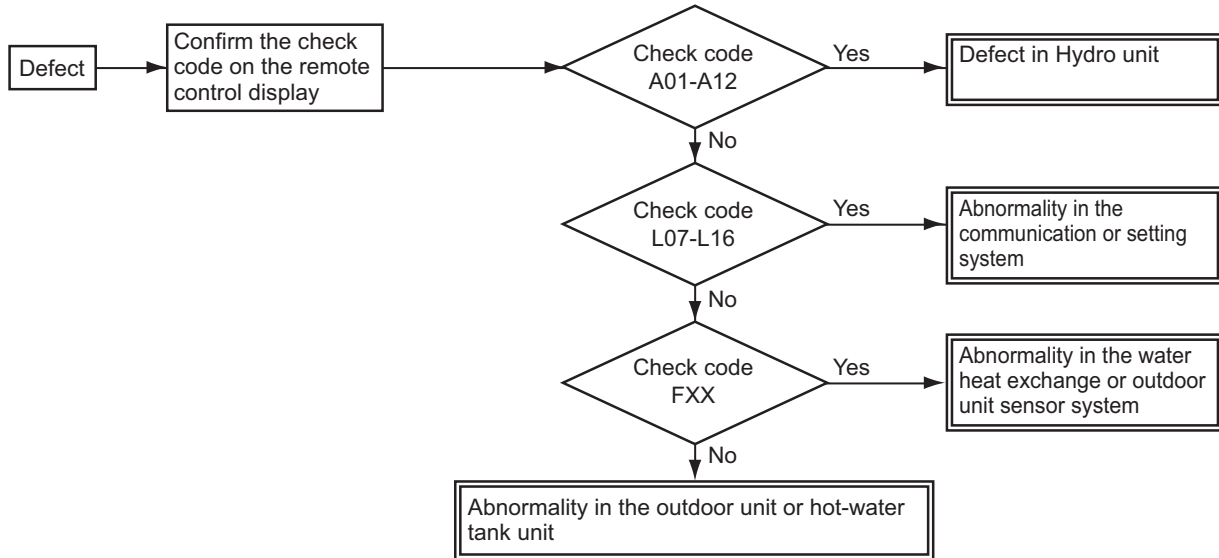 Defect
Confirm the check
code on the remote
control display
Check code
A01-A12
Yes
Defect in Hydro unit
No
Check code
L07-L16
Yes
Abnormality in the
communication or setting
system
No
Check code
FXX
Yes
Abnormality in the water
heat exchange or outdoor
unit sensor system
No
Abnormality in the outdoor unit or hot-water
tank unit